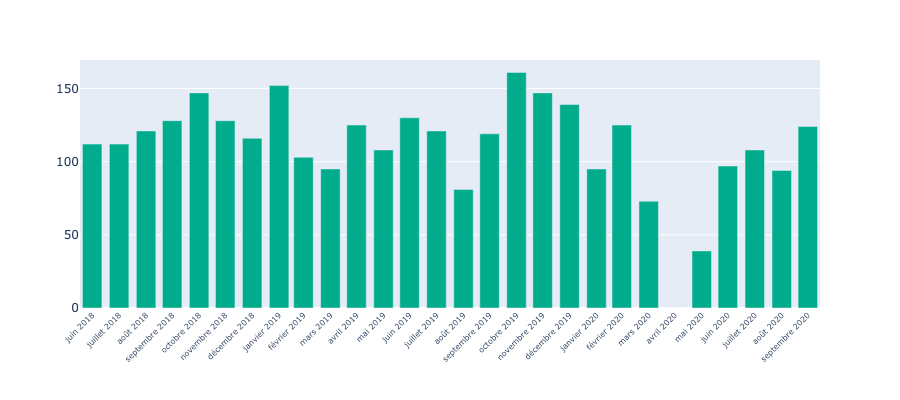 150
100
50
0
juin 2018
juillet 2018
août 2018
septembre 2018
octobre 2018
novembre 2018
décembre 2018
janvier 2019
février 2019
mars 2019
avril 2019
mai 2019
juin 2019
juillet 2019
août 2019
septembre 2019
octobre 2019
novembre 2019
décembre 2019
janvier 2020
février 2020
mars 2020
avril 2020
mai 2020
juin 2020
juillet 2020
août 2020
septembre 2020